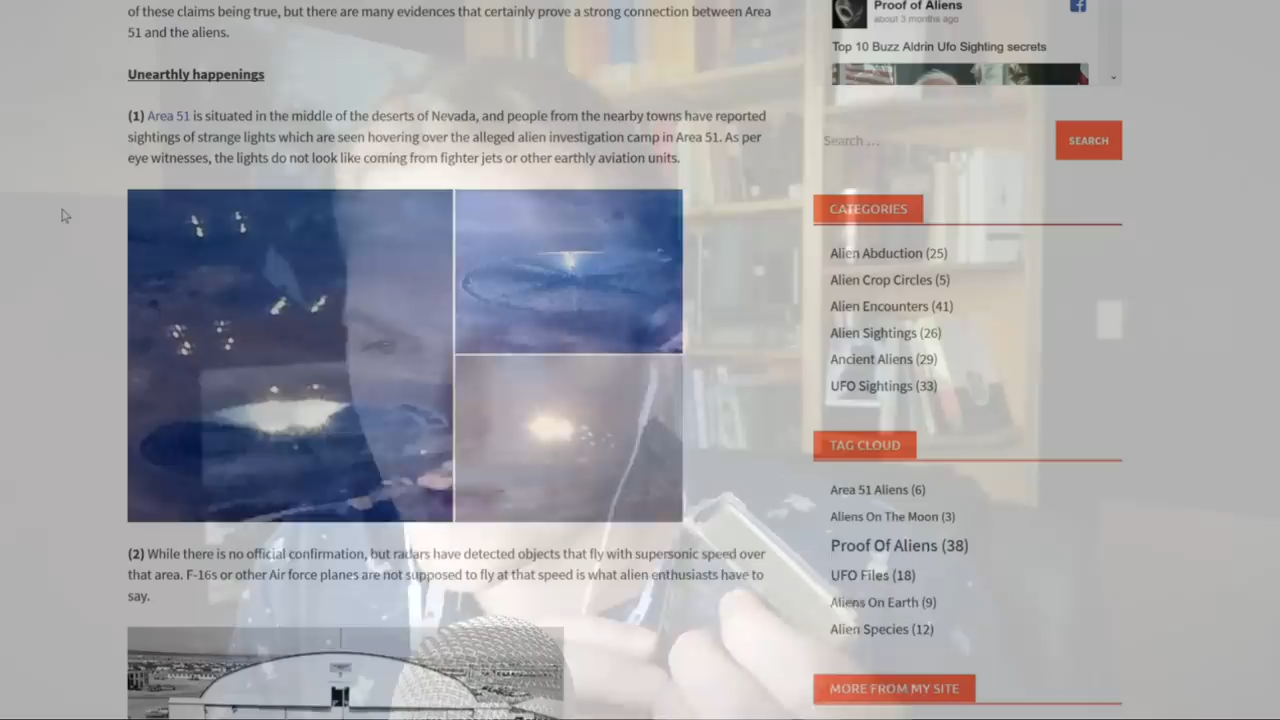 of these claims being true, but there are many evidences that certainly prove a strong connection between Area
51 and the aliens.
Unearthly happenings
(1) Area 51 is situated in the middle of the deserts of Nevada, and people from the nearby towns have reported
sightings of strange lights which are seen hovering over the alleged alien investigation camp in Area 51. As per
eye witnesses, the lights do not look like coming from fighter jets or other earthly aviation units.
(2) While there is no official confirmation, but radars have detected objects that fly with supersonic speed over
that area. F-16s or other Air force planes are not supposed to fly at that speed is what alien enthusiasts have to
say.
Proof of Aliens
about 3 months ago
Top 10 Buzz Aldrin Ufo Sighting secrets
Search ...
SEARCH
CATEGORIES
Alien Abduction (25)
Alien Crop Circles (5)
Alien Encounters (41)
Alien Sightings (26)
Ancient Aliens (29)
UFO Sightings (33)
TAG CLOUD
Area 51 Aliens (6)
Aliens On The Moon (3)
Proof Of Aliens (38)
UFO Files (18)
Aliens On Earth (9)
Alien Species (12)
MORE FROM MY SITE